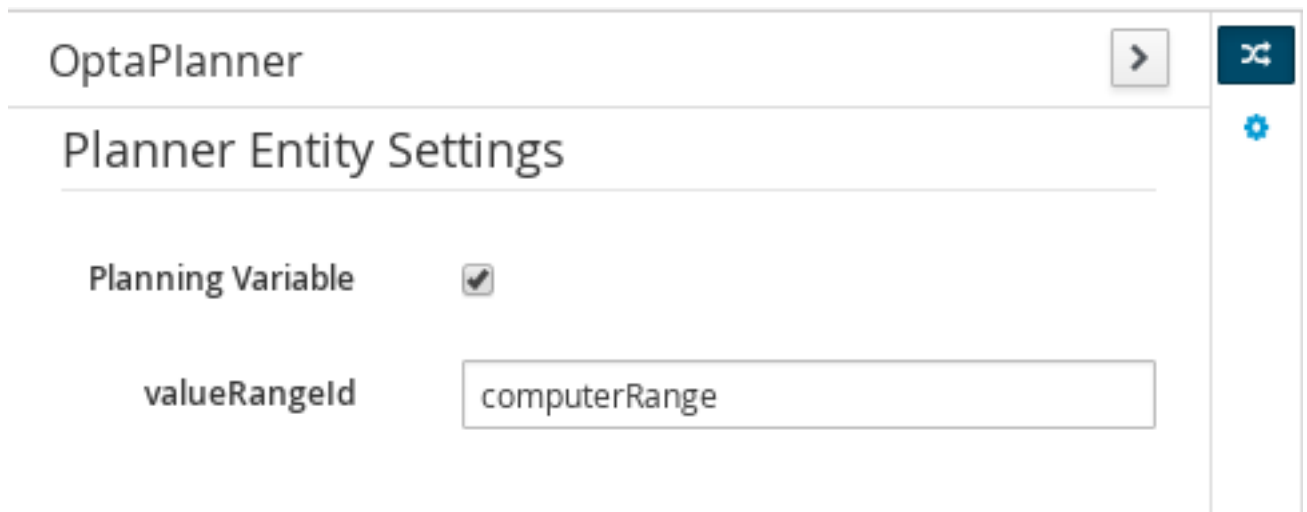 OptaPlanner
Planner Entity Settings
Planning Variable
valueRangeId computerRange